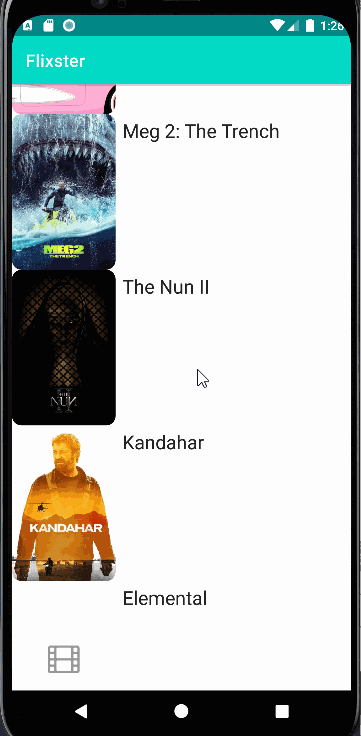 1:26
Flixster
Meg 2: The Trench
MEG2
THE TRENCH
The Nun II
THE
NUN
II
Kandahar
KANDAHAR
Elemental